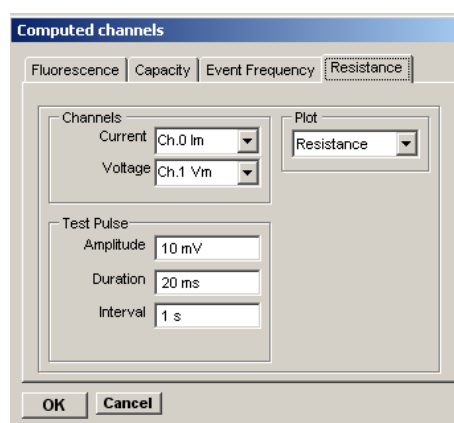 Computed channels
Fluorescence Capacity Event Frequency Resistance
Channels
Current Ch.0 Im
Voltage Ch.1 Vm
Plot
Resistance
Test Pulse
Amplitude 10 mV
Duration 20 ms
Interval 1 s
OK Cancel